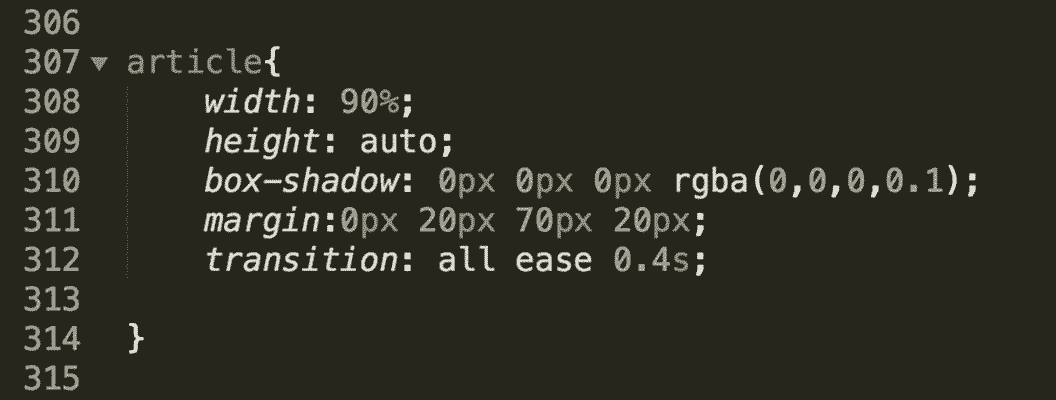 306
307 ▼ article{
308 width: 90%;
309 height: auto;
310 box-shadow: 0px 0px 0px rgba(0,0,0,0.1);
311 margin:0px 20px 70px 20px;
312 transition: all ease 0.4s;
313
314 }
315